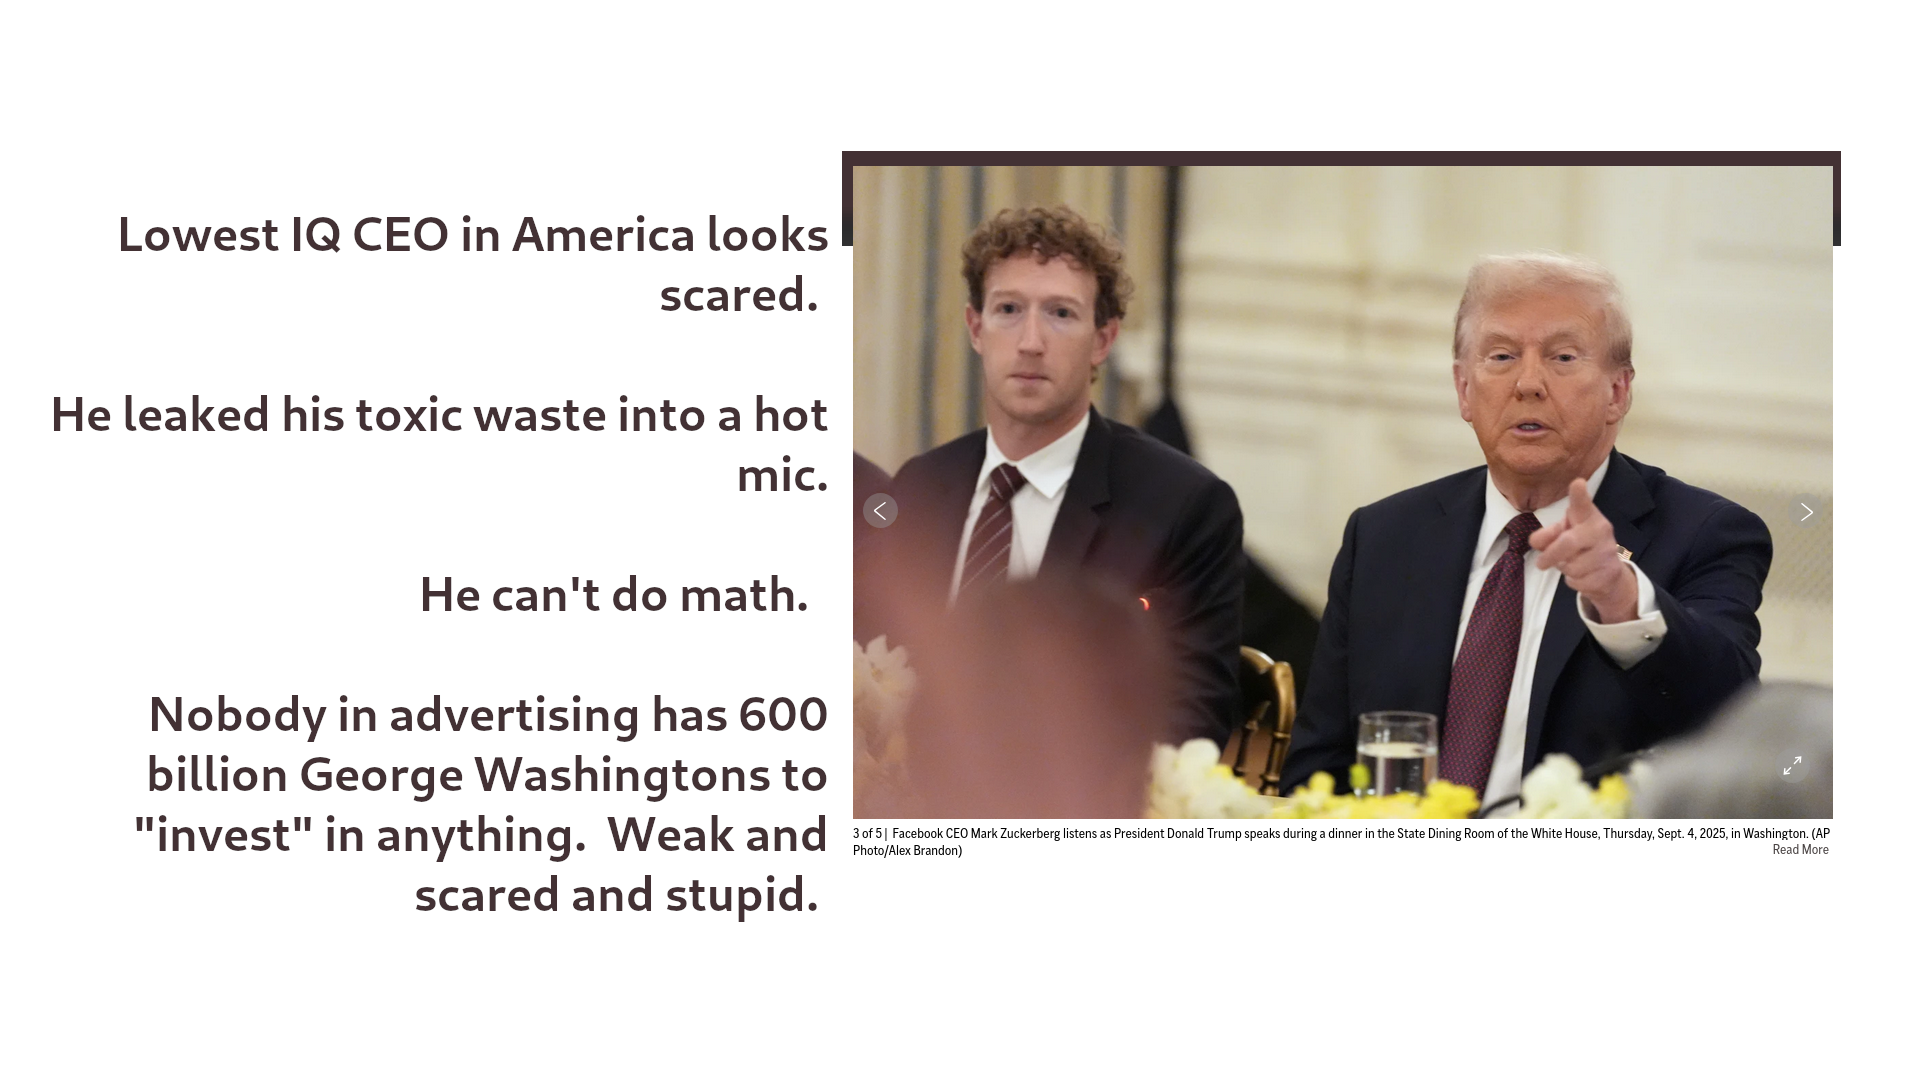 Lowest IQ CEO in America looks
scared.
He leaked his toxic waste into a hot
mic.
He can't do math.
Nobody in advertising has 600
billion George Washingtons to
"invest" in anything.  Weak and
scared and stupid.
3 of 5 | Facebook CEO Mark Zuckerberg listens as President Donald Trump speaks during a dinner in the State Dining Room of the White House, Thursday, Sept. 4, 2025, in Washington. (AP
Photo/Alex Brandon)
Read More